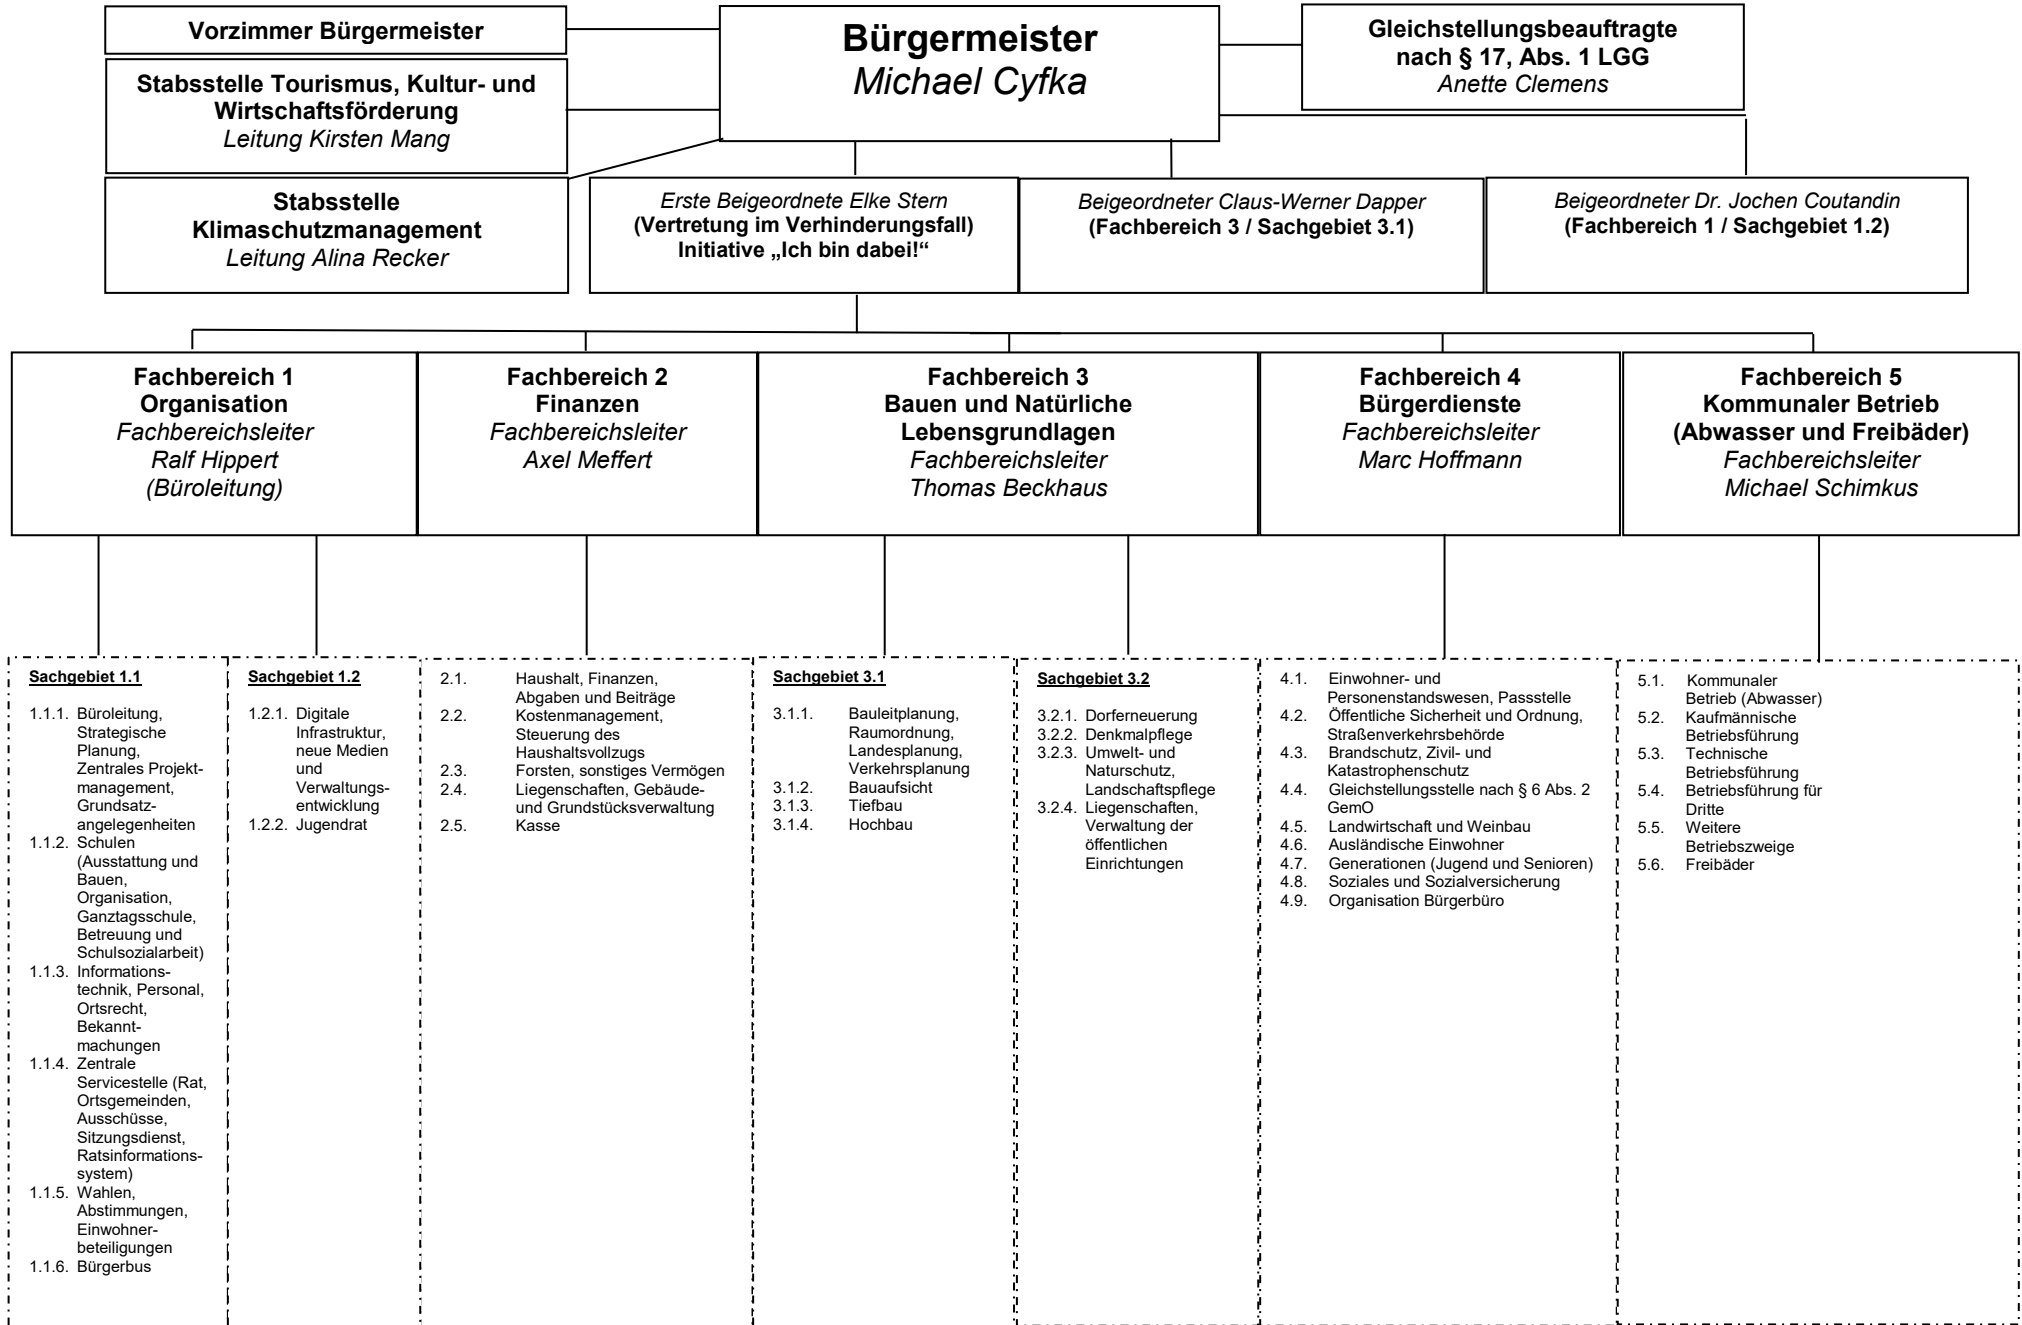 Vorzimmer Bürgermeister
Bürgermeister
Michael Cyfka
Gleichstellungsbeauftragte
nach § 17, Abs. 1 LGG
Anette Clemens
Stabsstelle Tourismus, Kultur- und
Wirtschaftsförderung
Leitung Kirsten Mang
Stabsstelle
Klimaschutzmanagement
Leitung Alina Recker
Erste Beigeordnete Elke Stern
(Vertretung im Verhinderungsfall)
Initiative „Ich bin dabei!“
Beigeordneter Claus-Werner Dapper
(Fachbereich 3 / Sachgebiet 3.1)
Beigeordneter Dr. Jochen Coutandin
(Fachbereich 1 / Sachgebiet 1.2)
Fachbereich 1
Organisation
Fachbereichsleiter
Ralf Hippert
(Büroleitung)
Fachbereich 2
Finanzen
Fachbereichsleiter
Axel Meffert
Fachbereich 3
Bauen und Natürliche
Lebensgrundlagen
Fachbereichsleiter
Thomas Beckhaus
Fachbereich 4
Bürgerdienste
Fachbereichsleiter
Marc Hoffmann
Fachbereich 5
Kommunaler Betrieb
(Abwasser und Freibäder)
Fachbereichsleiter
Michael Schimkus
Sachgebiet 1.1
1.1.1. Büroleitung,
Strategische
Planung,
Zentrales Projekt-
management,
Grundsatz-
angelegenheiten
1.1.2. Schulen
(Ausstattung und
Bauen,
Organisation,
Ganztagsschule,
Betreuung und
Schulsozialarbeit)
1.1.3. Informations-
technik, Personal,
Ortsrecht,
Bekannt-
machungen
1.1.4. Zentrale
Servicestelle (Rat,
Ortsgemeinden,
Ausschüsse,
Sitzungsdienst,
Ratsinformations-
system)
1.1.5. Wahlen,
Abstimmungen,
Einwohner-
beteiligungen
1.1.6. Bürgerbus
Sachgebiet 1.2
1.2.1. Digitale
Infrastruktur,
neue Medien
und
Verwaltungs-
entwicklung
1.2.2. Jugendrat
2.1. Haushalt, Finanzen,
Abgaben und Beiträge
2.2. Kostenmanagement,
Steuerung des
Haushaltsvollzugs
2.3. Forsten, sonstiges Vermögen
2.4. Liegenschaften, Gebäude-
und Grundstücksverwaltung
2.5. Kasse
Sachgebiet 3.1
3.1.1. Bauleitplanung,
Raumordnung,
Landesplanung,
Verkehrsplanung
3.1.2. Bauaufsicht
3.1.3. Tiefbau
3.1.4. Hochbau
Sachgebiet 3.2
3.2.1. Dorferneuerung
3.2.2. Denkmalpflege
3.2.3. Umwelt- und
Naturschutz,
Landschaftspflege
3.2.4. Liegenschaften,
Verwaltung der
öffentlichen
Einrichtungen
4.1. Einwohner- und
Personenstandswesen, Passstelle
4.2. Öffentliche Sicherheit und Ordnung,
Straßenverkehrsbehörde
4.3. Brandschutz, Zivil- und
Katastrophenschutz
4.4. Gleichstellungsstelle nach § 6 Abs. 2
GemO
4.5. Landwirtschaft und Weinbau
4.6. Ausländische Einwohner
4.7. Generationen (Jugend und Senioren)
4.8. Soziales und Sozialversicherung
4.9. Organisation Bürgerbüro
5.1. Kommunaler
Betrieb (Abwasser)
5.2. Kaufmännische
Betriebsführung
5.3. Technische
Betriebsführung
5.4. Betriebsführung für
Dritte
5.5. Weitere
Betriebszweige
5.6. Freibäder